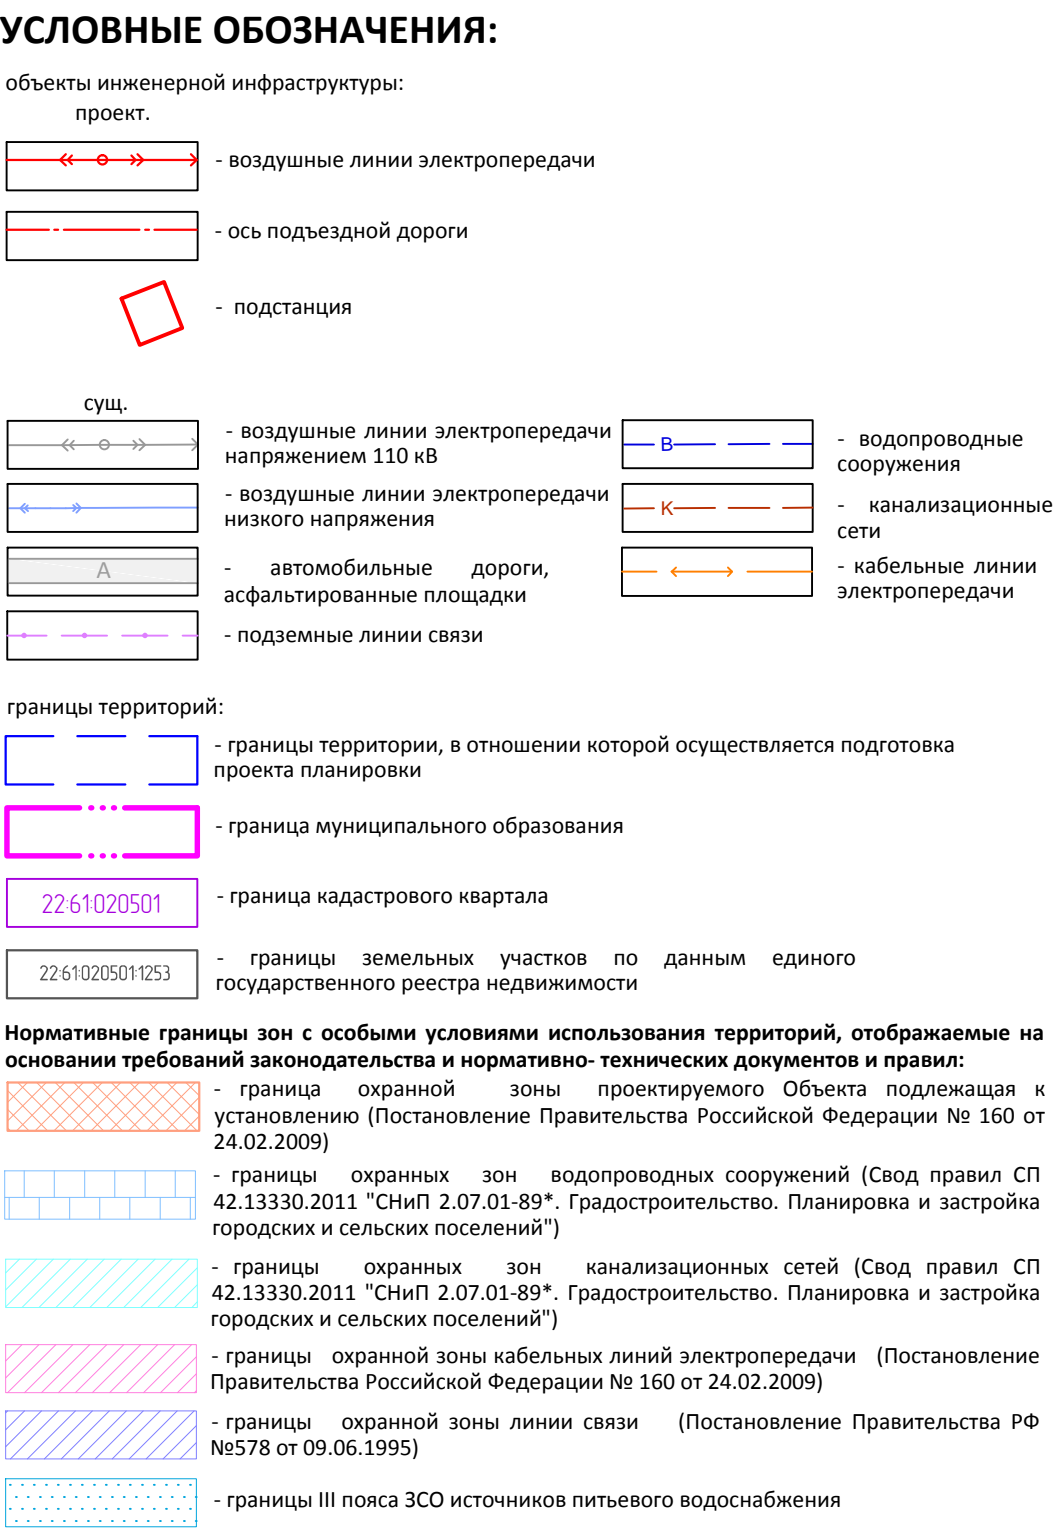 УСЛОВНЫЕ ОБОЗНАЧЕНИЯ:
объекты инженерной инфраструктуры:
проект.
- воздушные линии электропередачи
- ось подъездной дороги
- подстанция
сущ.
- воздушные линии электропередачи
напряжением 110 кВ
- воздушные линии электропередачи
низкого напряжения
А
- автомобильные дороги,
асфальтированные площадки
- подземные линии связи
В
- водопроводные
сооружения
К
- канализационные
сети
- кабельные линии
электропередачи
границы территорий:
- границы территории, в отношении которой осуществляется подготовка
проекта планировки
- граница муниципального образования
22:61:020501
- граница кадастрового квартала
22:61:020501:1253
- границы земельных участков по данным единого
государственного реестра недвижимости
Нормативные границы зон с особыми условиями использования территорий, отображаемые на
основании требований законодательства и нормативно- технических документов и правил:
- граница охранной зоны проектируемого Объекта подлежащая к
установлению (Постановление Правительства Российской Федерации № 160 от
24.02.2009)
- границы охранных зон водопроводных сооружений (Свод правил СП
42.13330.2011 "СНиП 2.07.01-89*. Градостроительство. Планировка и застройка
городских и сельских поселений")
- границы охранных зон канализационных сетей (Свод правил СП
42.13330.2011 "СНиП 2.07.01-89*. Градостроительство. Планировка и застройка
городских и сельских поселений")
- границы охранной зоны кабельных линий электропередачи (Постановление
Правительства Российской Федерации № 160 от 24.02.2009)
- границы охранной зоны линии связи (Постановление Правительства РФ
№578 от 09.06.1995)
- границы III пояса ЗСО источников питьевого водоснабжения